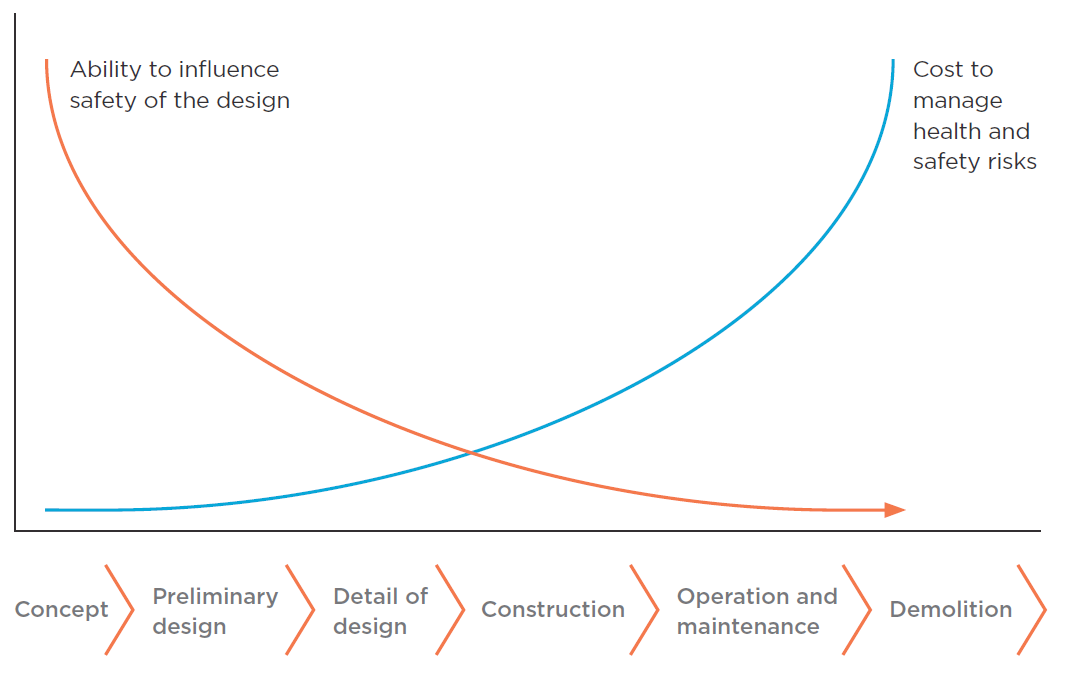 Ability to influence
safety of the design
Cost to
manage
health and
safety risks
Concept
Preliminary
design
Detail of
design
Construction
Operation and
maintenance
Demolition